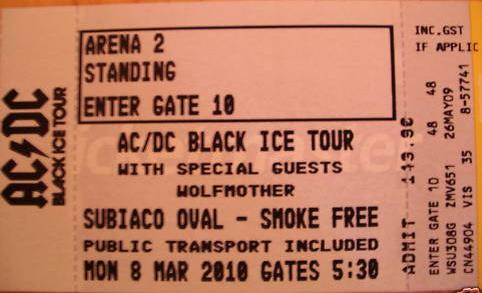 AC/DC
BLACK ICE TOUR
ARENA 2
STANDING
ENTER GATE 10
AC/DC BLACK ICE TOUR
WITH SPECIAL GUESTS
WOLFMOTHER
SUBIACO OVAL - SMOKE FREE
PUBLIC TRANSPORT INCLUDED
MON 8 MAR 2010 GATES 5:30
INC.GST
IF APPLIC
ADMIT
ENTER GATE 10 48 48
WSU308G ZMV651 26MAY09
CN44904 VIS 35 8-57741